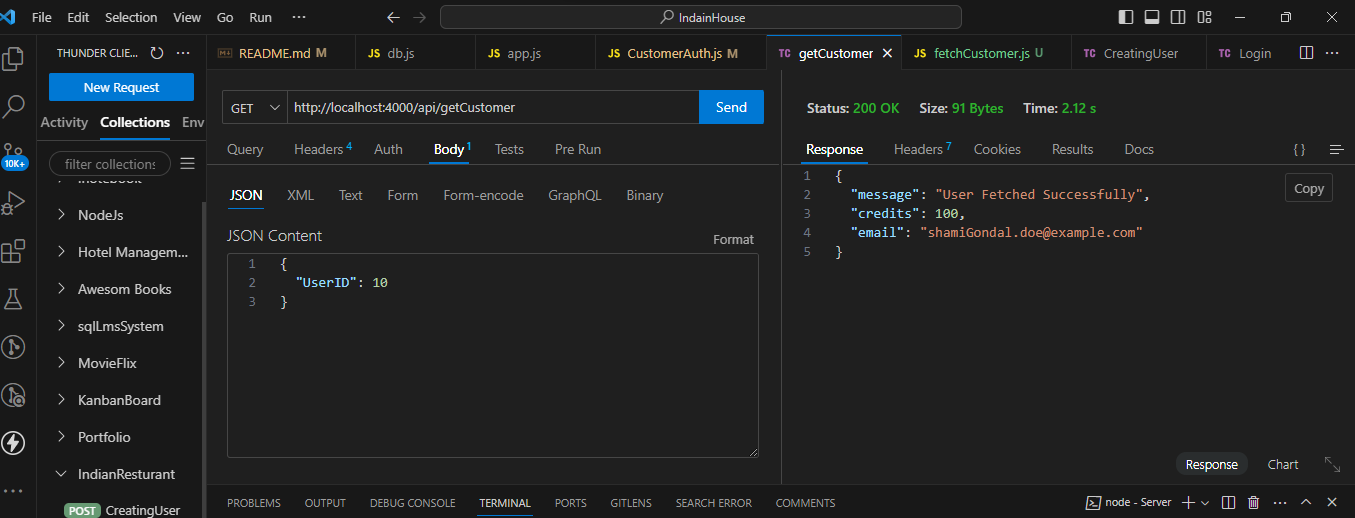 File Edit Selection View Go Run ··· IndainHouse
THUNDER CLIE... ···
README.md M
JS db.js
JS app.js
JS CustomerAuth.js M
TC getCustomer
JS fetchCustomer.js U
TC CreatingUser
TC Login
New Request
Activity Collections Env
filter collections
NodeJs
Hotel Managem...
Awesom Books
sqlLmsSystem
MovieFlix
KanbanBoard
Portfolio
IndianResturant
POST CreatingUser
10K+
GET http://localhost:4000/api/getCustomer Send
Query Headers 4 Auth Body 1 Tests Pre Run
JSON XML Text Form Form-encode GraphQL Binary
JSON Content Format
1 {
2 "UserID": 10
3 }
Status: 200 OK Size: 91 Bytes Time: 2.12 s
Response Headers 7 Cookies Results Docs {}
1 {
2 "message": "User Fetched Successfully",
3 "credits": 100,
4 "email": "shamiGondal.doe@example.com"
5 }
Copy
Response Chart
PROBLEMS OUTPUT DEBUG CONSOLE TERMINAL PORTS GITLENS SEARCH ERROR COMMENTS node - Server